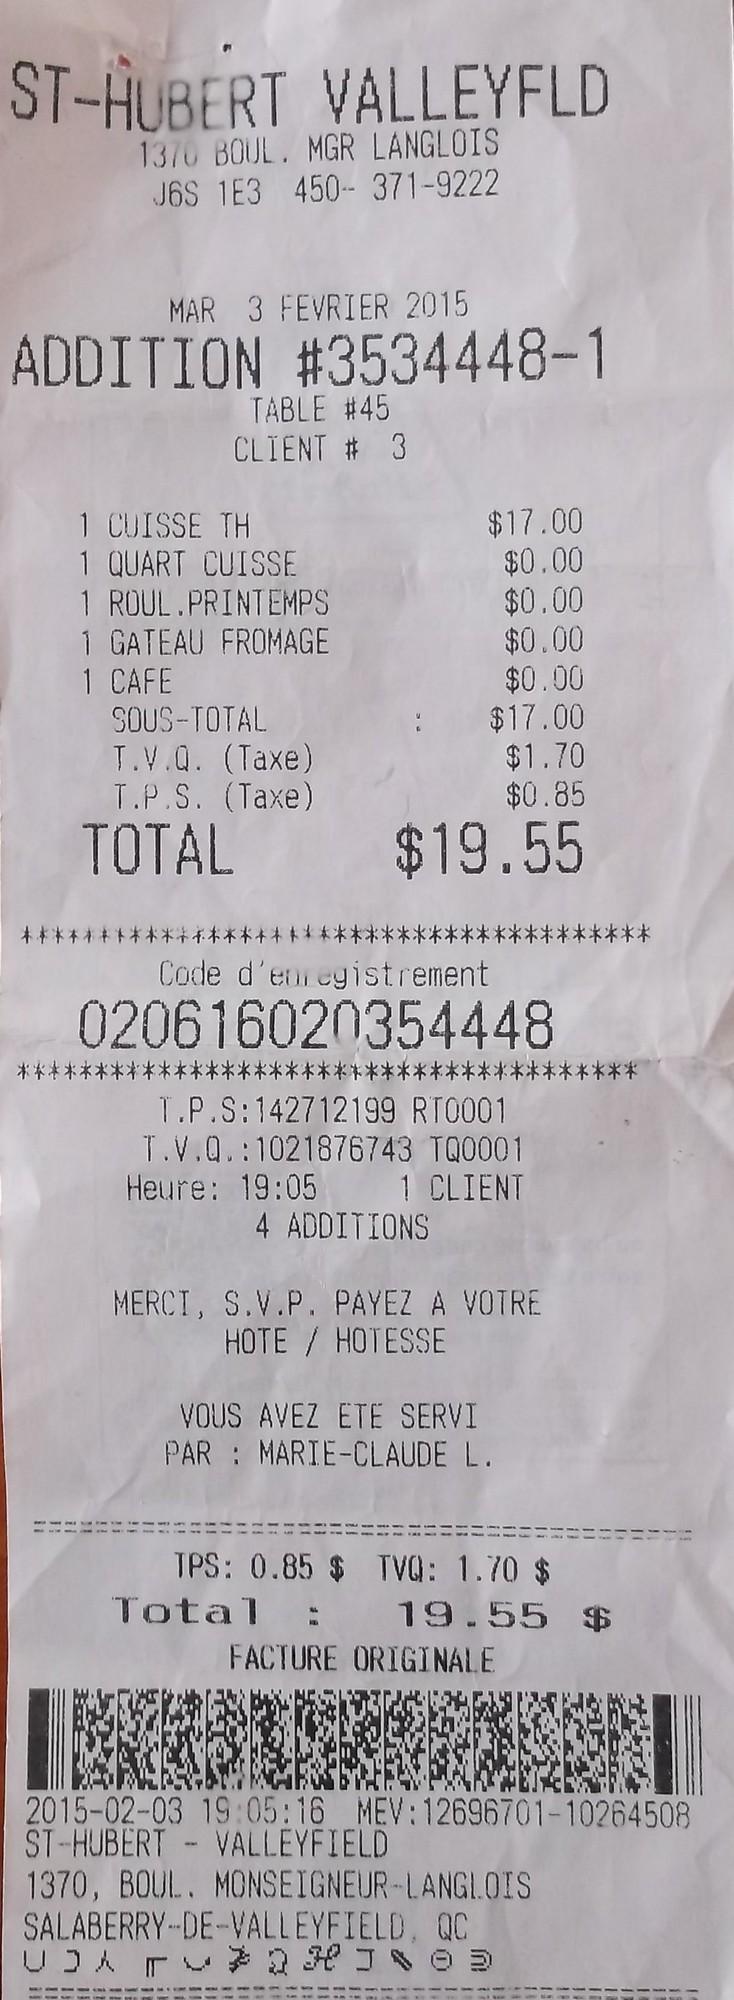 ST-HUBERT VALLEYFLD
1370 BOUL. MGR LANGLOIS
J6S 1E3 450-- 371-9222
MAR 3 FEVRIER 2015
ADDITION #3534448-1
TABLE #45
CLIENT # 3
1 CUISSE TH $17.00
1 QUART CUISSE $0.00
1 ROUL.PRINTEMPS $0.00
1 GATEAU FROMAGE $0.00
1 CAFE $0.00
SOUS-TOTAL : $17.00
T.V.Q. (Taxe) $1.70
T.P.S. (Taxe) $0.85
TOTAL $19.55
****************************************
Code d'enregistrement
020616020354448
****************************************
T.P.S:142712199 RT0001
T.V.Q.:1021876743 TQ0001
Heure: 19:05 1 CLIENT
4 ADDITIONS
MERCI, S.V.P. PAYEZ A VOTRE
HOTE / HOTESSE
VOUS AVEZ ETE SERVI
PAR : MARIE-CLAUDE L.
TPS: 0.85 $ TVQ: 1.70 $
Total : 19.55 $
FACTURE ORIGINALE
2015-02-03 19:05:16 MEV:12696701-10264508
ST-HUBERT - VALLEYFIELD
1370, BOUL. MONSEIGNEUR-LANGLOIS
SALABERRY-DE-VALLEYFIELD, QC